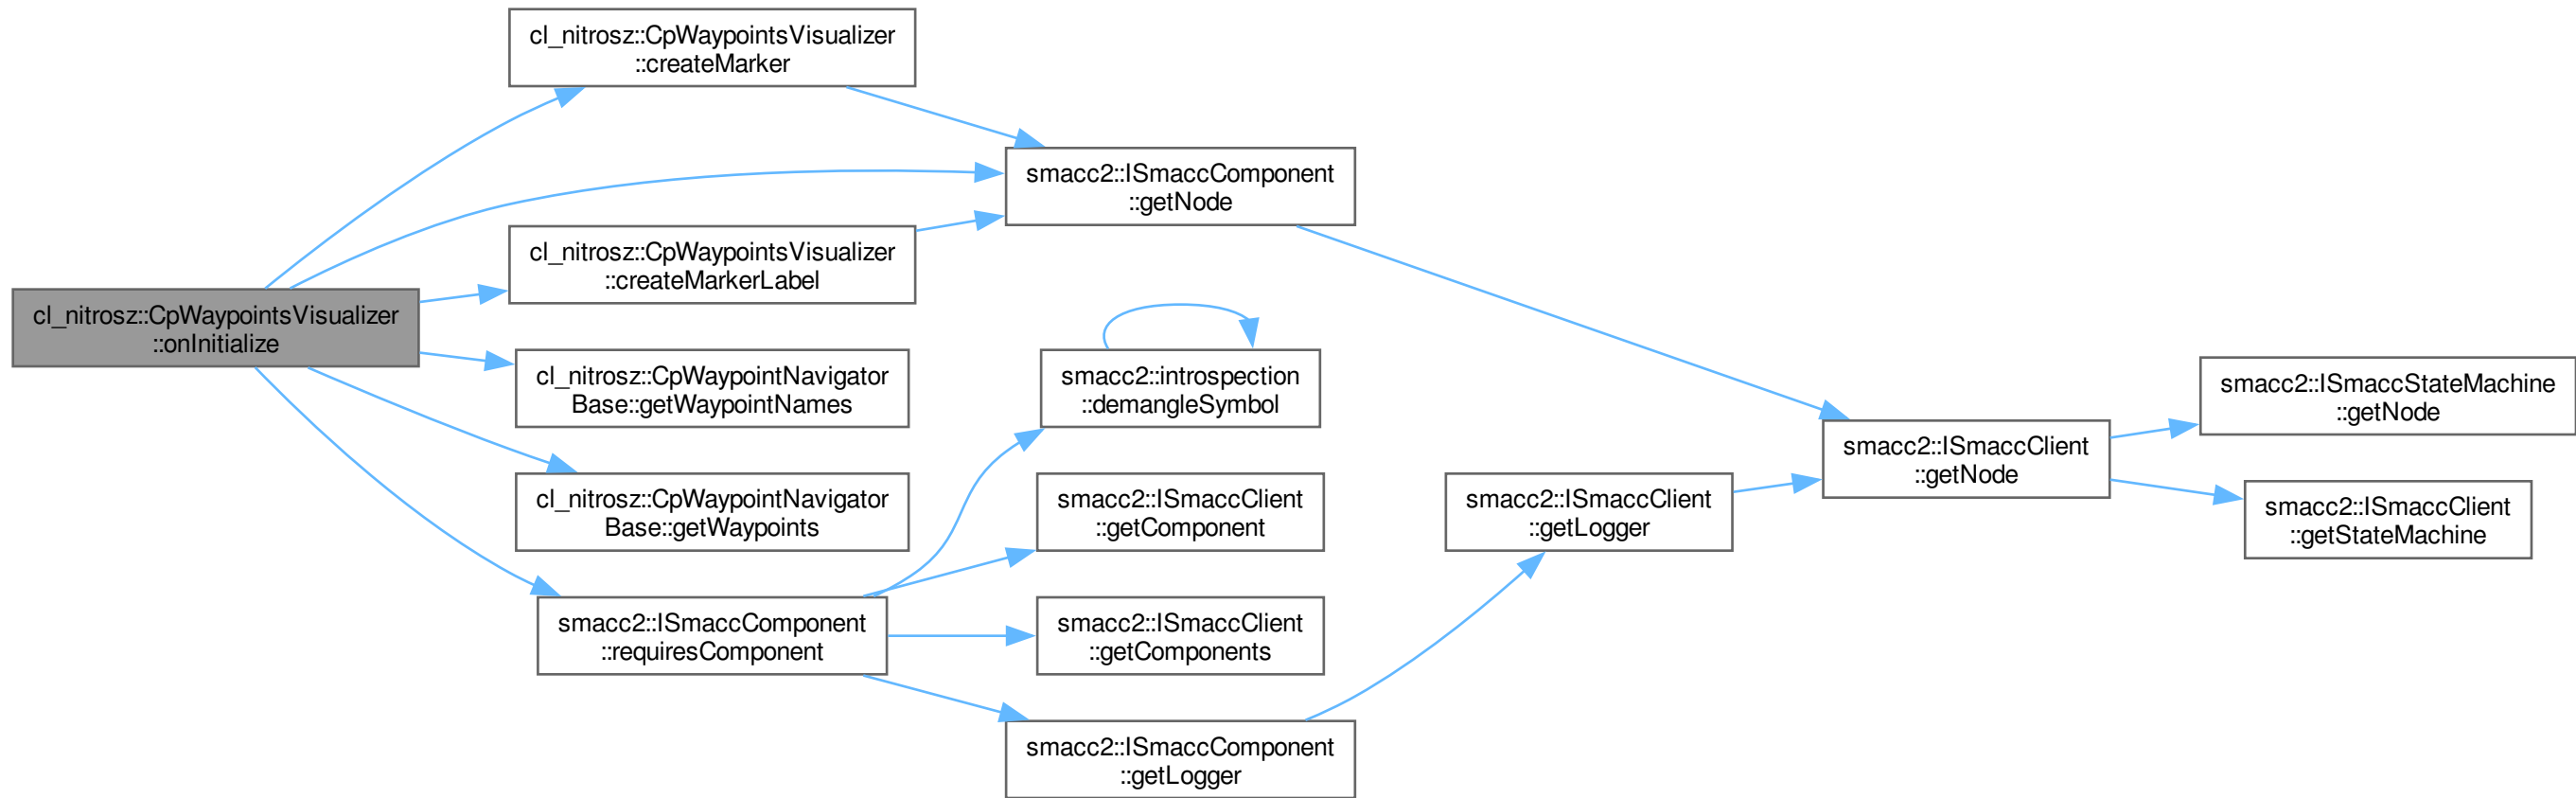 cl_nitrosz::CpWaypointsVisualizer
::onInitialize
cl_nitrosz::CpWaypointsVisualizer
::createMarker
smacc2::ISmaccComponent
::getNode
cl_nitrosz::CpWaypointsVisualizer
::createMarkerLabel
cl_nitrosz::CpWaypointNavigator
Base::getWaypointNames
cl_nitrosz::CpWaypointNavigator
Base::getWaypoints
smacc2::ISmaccComponent
::requiresComponent
smacc2::introspection
::demangleSymbol
smacc2::ISmaccClient
::getComponent
smacc2::ISmaccClient
::getComponents
smacc2::ISmaccComponent
::getLogger
smacc2::ISmaccClient
::getLogger
smacc2::ISmaccClient
::getNode
smacc2::ISmaccStateMachine
::getNode
smacc2::ISmaccClient
::getStateMachine